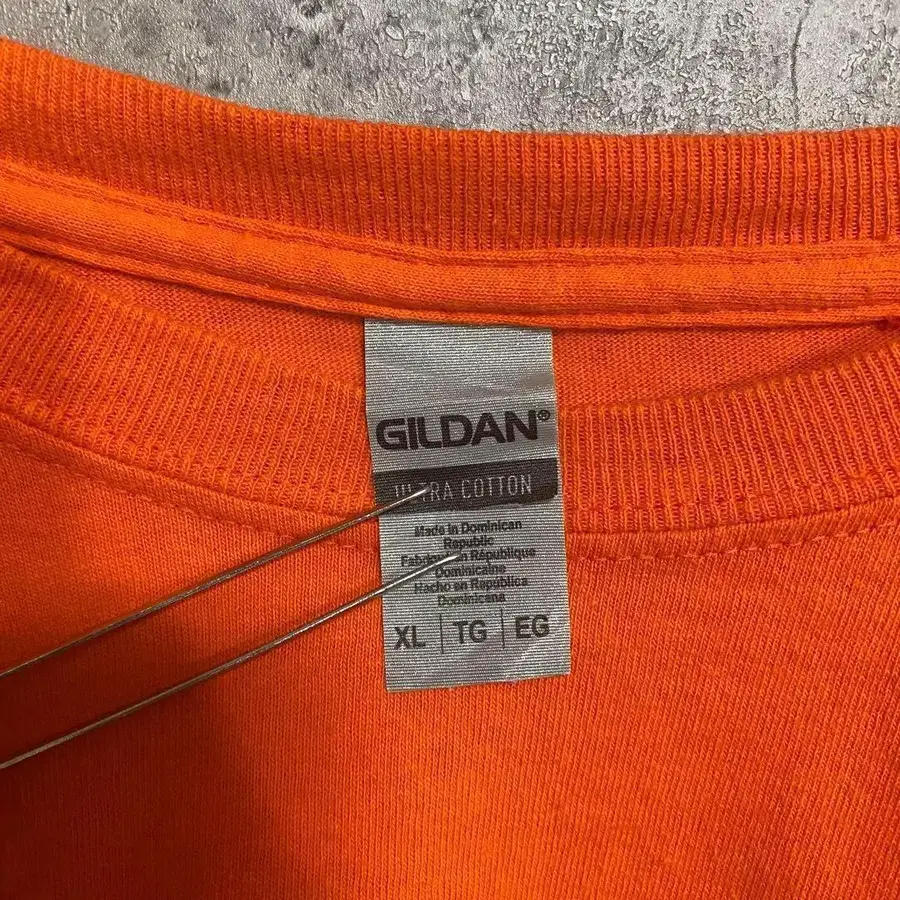 GILDAN®
ULTRA COTTON
Made in Dominican
Republic
Fabriqué en République
Dominicaine
Hecho en República
Dominicana
XL | TG | EG